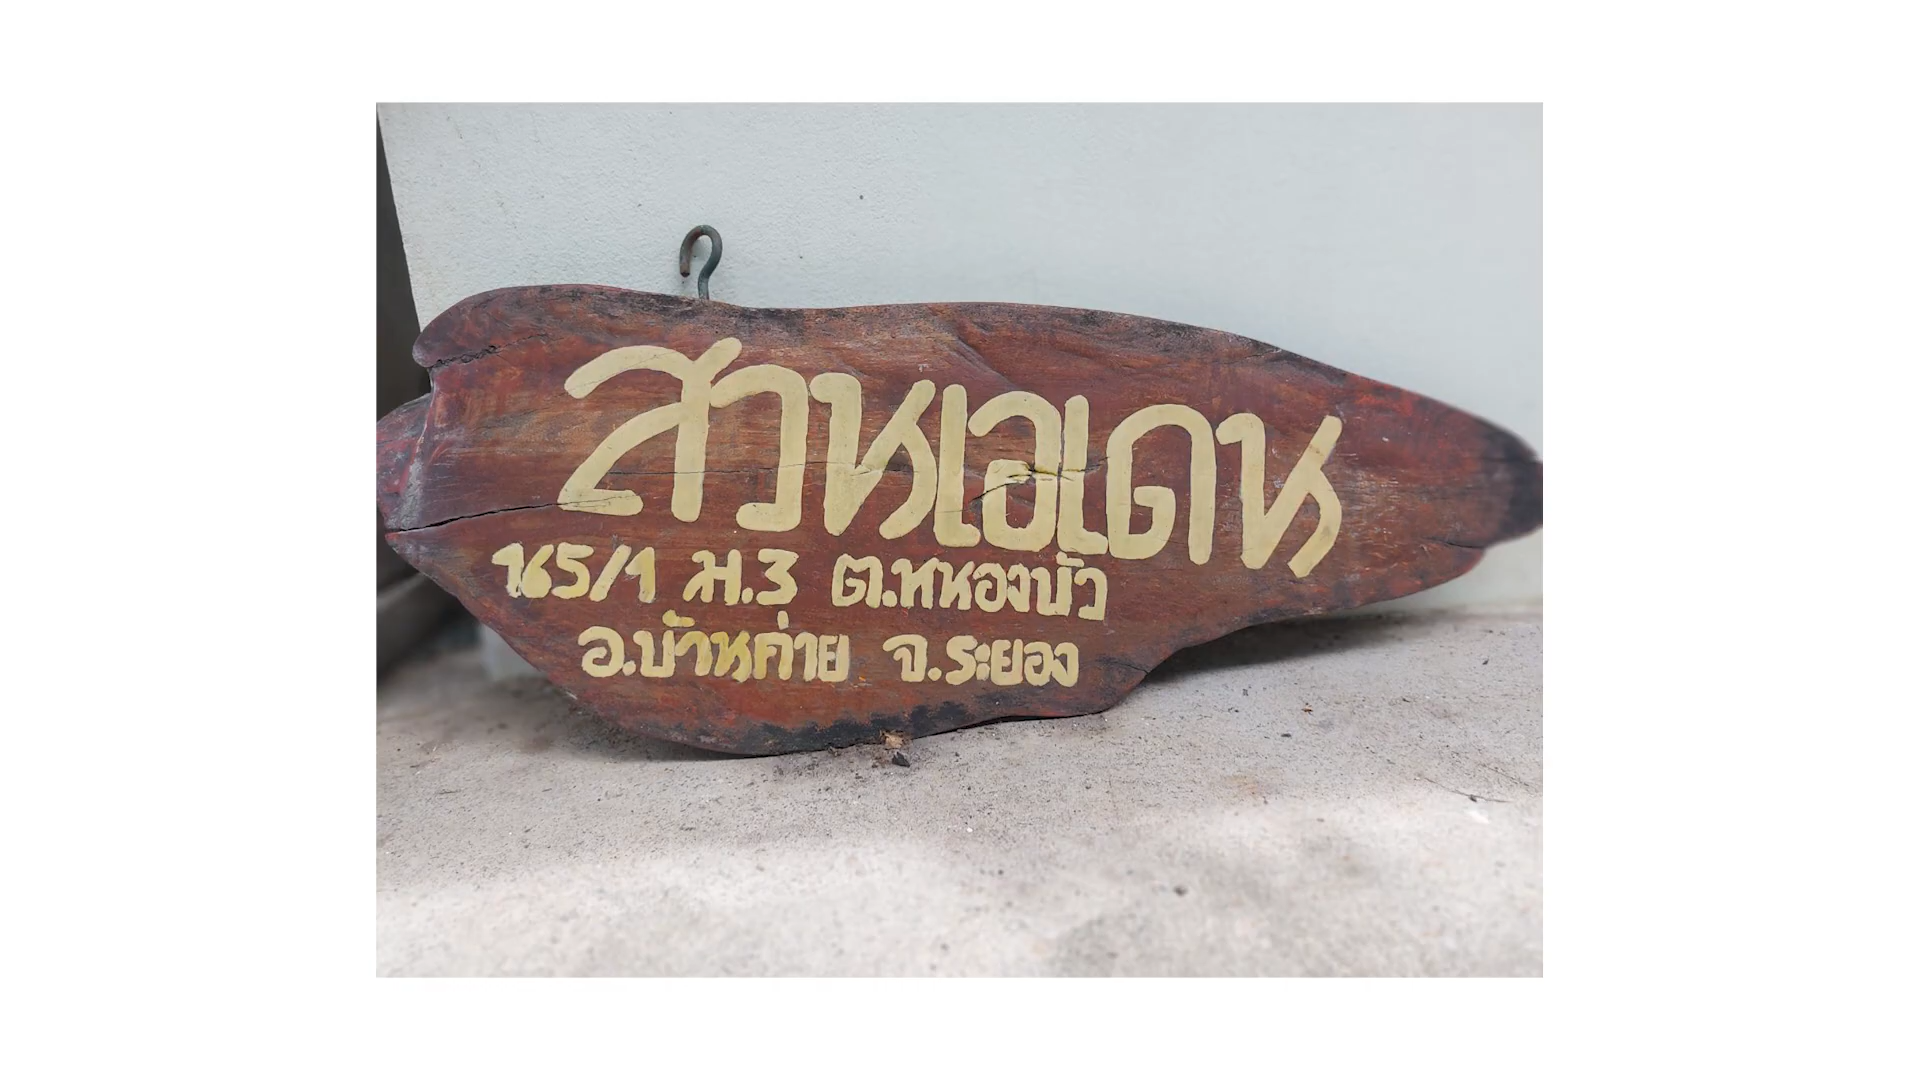 สวนเอเดน
165/1 ม.3 ต.หนองบัว
อ.บ้านค่าย จ.ระยอง